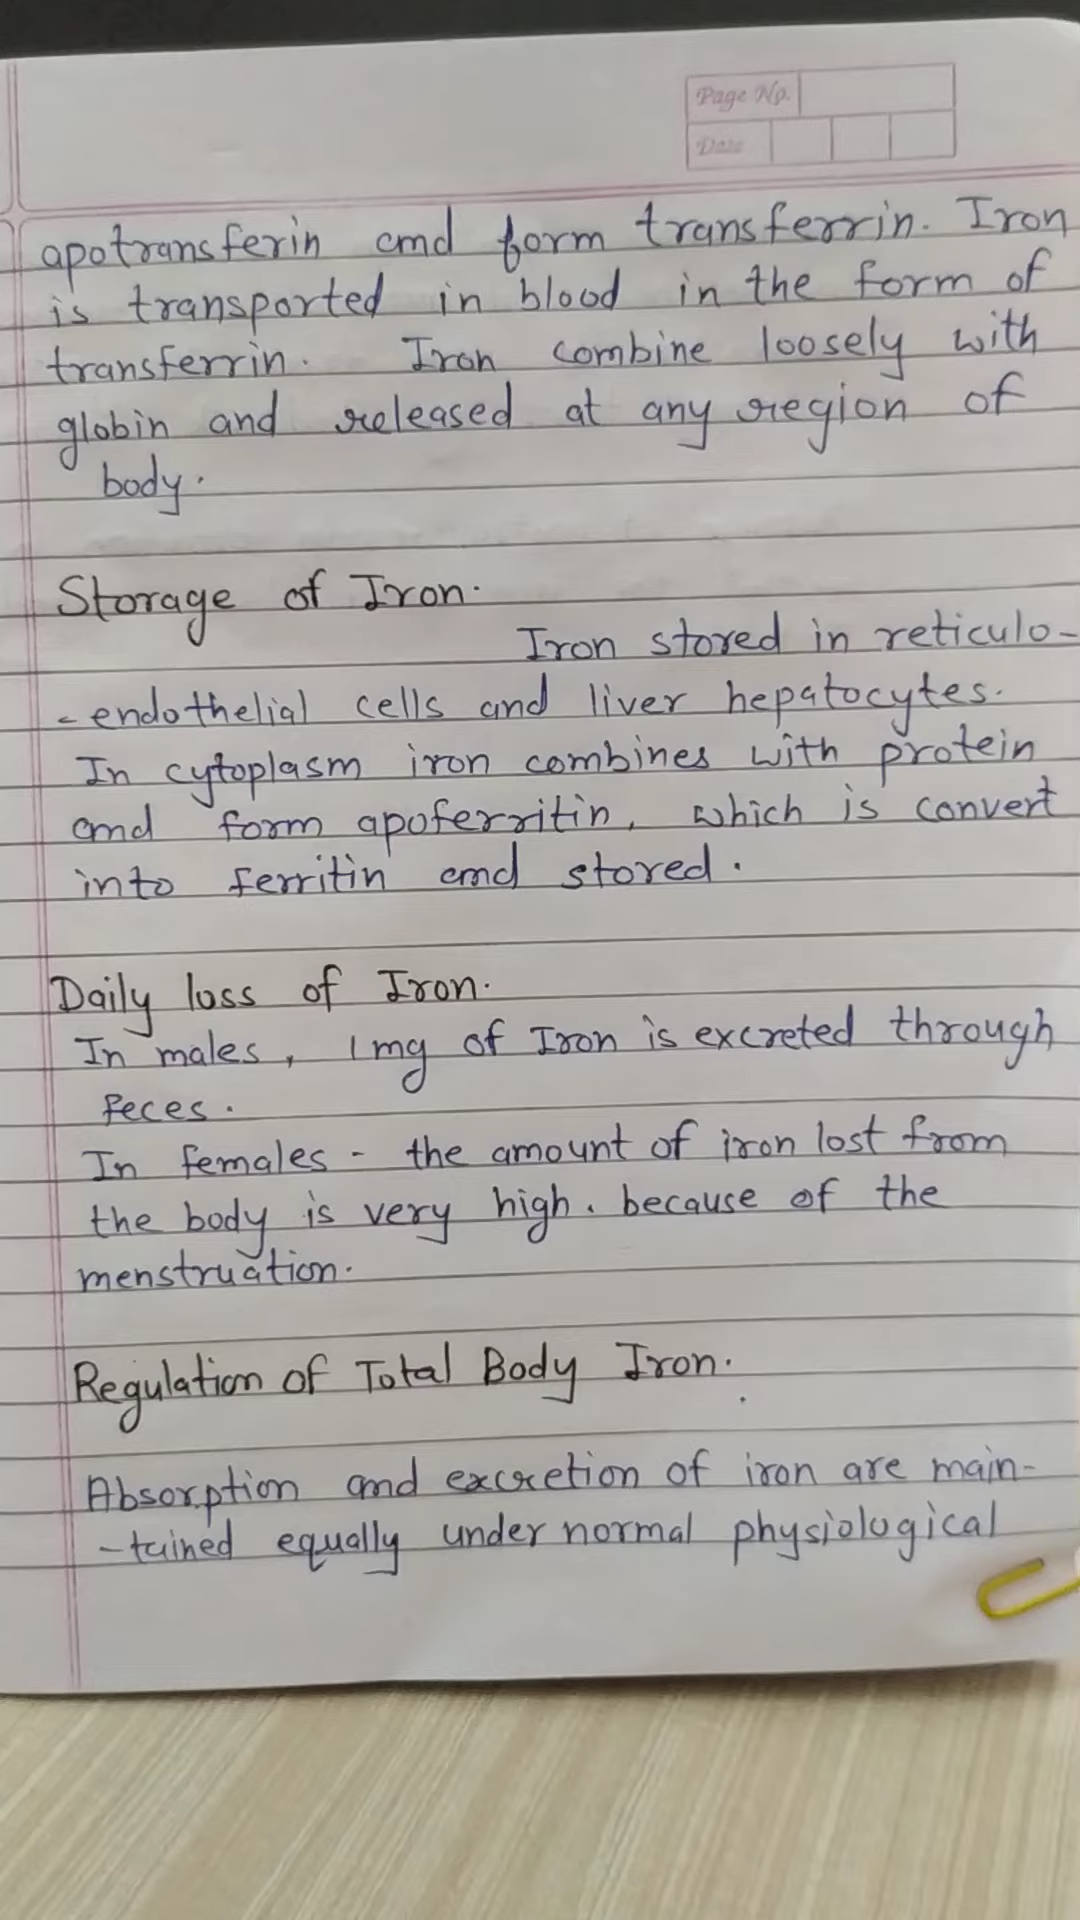 Page No.
Date
apotransferin and form transferrin. Iron
is transported in blood in the form of
transferrin. Iron combine loosely with
globin and released at any region of
body.
Storage of Iron.
Iron stored in reticulo-
-endothelial cells and liver hepatocytes.
In cytoplasm iron combines with protein
and form apoferritin, which is convert
into ferritin and stored.
Daily loss of Iron.
In males, 1mg of Iron is excreted through
feces.
In females - the amount of iron lost from
the body is very high. because of the
menstruation.
Regulation of Total Body Iron.
Absorption and excretion of iron are main-
-tained equally under normal physiological